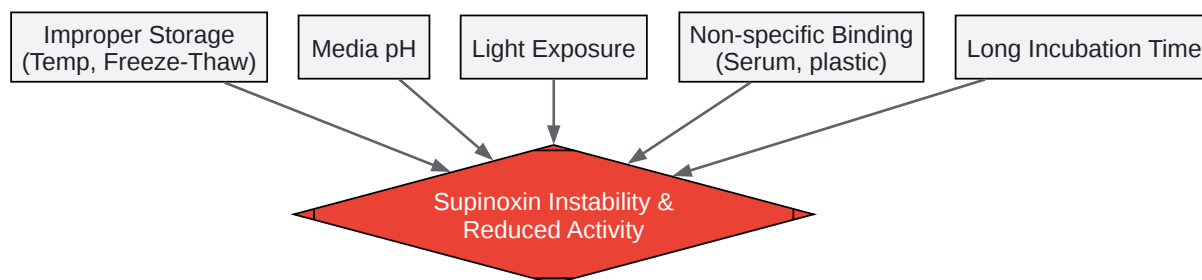 Improper Storage
(Temp, Freeze-Thaw)
Media pH
Light Exposure
Non-specific Binding
(Serum, plastic)
Long Incubation Time
Supinoxin Instability &
Reduced Activity